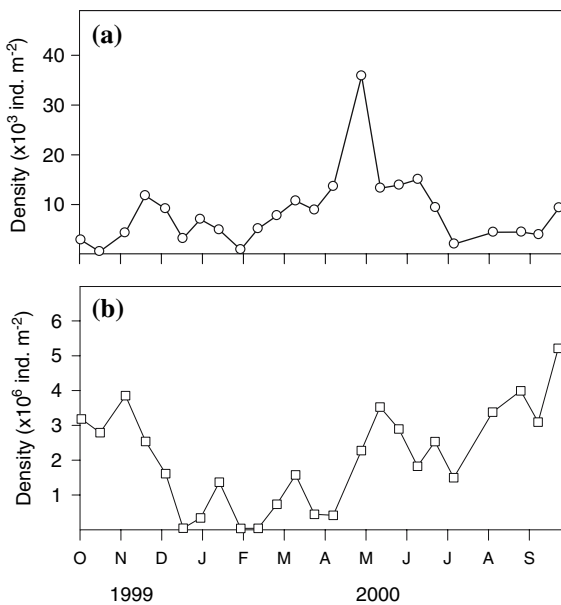 (a)
Density (x10³ ind. m⁻²)
40
30
20
10
(b)
Density (x10⁶ ind. m⁻²)
6
5
4
3
2
1
O N D J F M A M J J A S
1999 2000